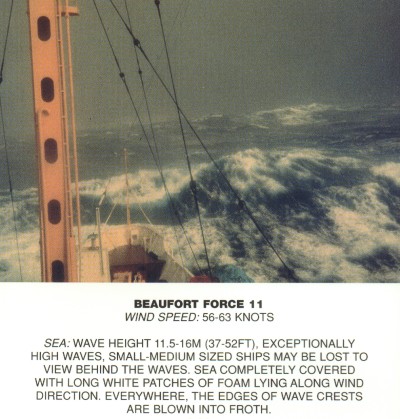 BEAUFORT FORCE 11
WIND SPEED: 56-63 KNOTS
SEA: WAVE HEIGHT 11.5-16M (37-52FT), EXCEPTIONALLY
HIGH WAVES, SMALL-MEDIUM SIZED SHIPS MAY BE LOST TO
VIEW BEHIND THE WAVES. SEA COMPLETELY COVERED
WITH LONG WHITE PATCHES OF FOAM LYING ALONG WIND
DIRECTION. EVERYWHERE, THE EDGES OF WAVE CRESTS
ARE BLOWN INTO FROTH.